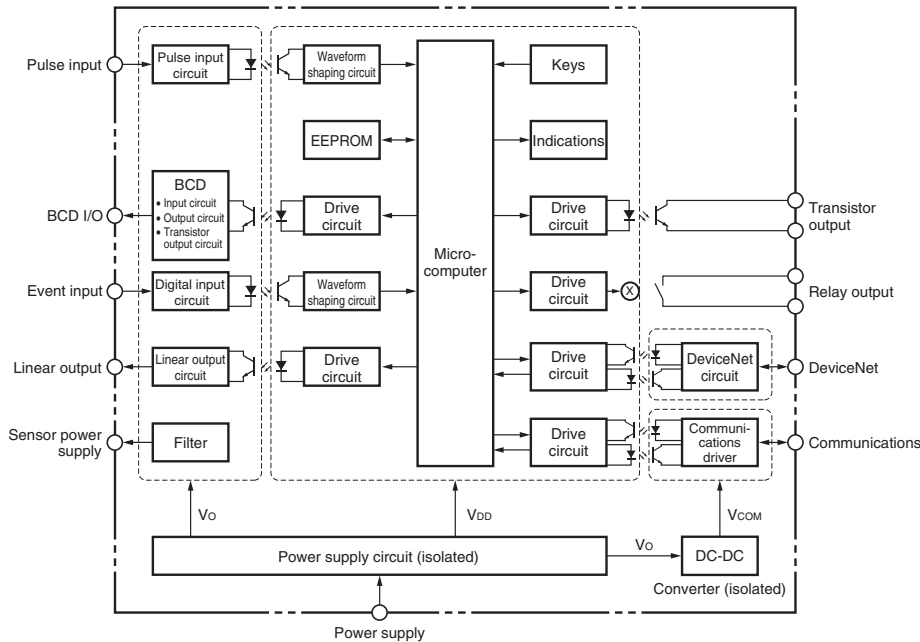 Pulse input
Pulse input
circuit
Waveform
shaping circuit
Keys
EEPROM
Indications
BCD I/O
BCD
• Input circuit
• Output circuit
• Transistor
output circuit
Drive
circuit
Micro-
computer
Drive
circuit
Transistor
output
Event input
Digital input
circuit
Waveform
shaping circuit
Drive
circuit
X
Relay output
Linear output
Linear output
circuit
Drive
circuit
Drive
circuit
DeviceNet
circuit
DeviceNet
Sensor power
supply
Filter
Drive
circuit
Communi-
cations
driver
Communications
VO
VDD
VCOM
Power supply circuit (isolated)
VO
DC-DC
Converter (isolated)
Power supply